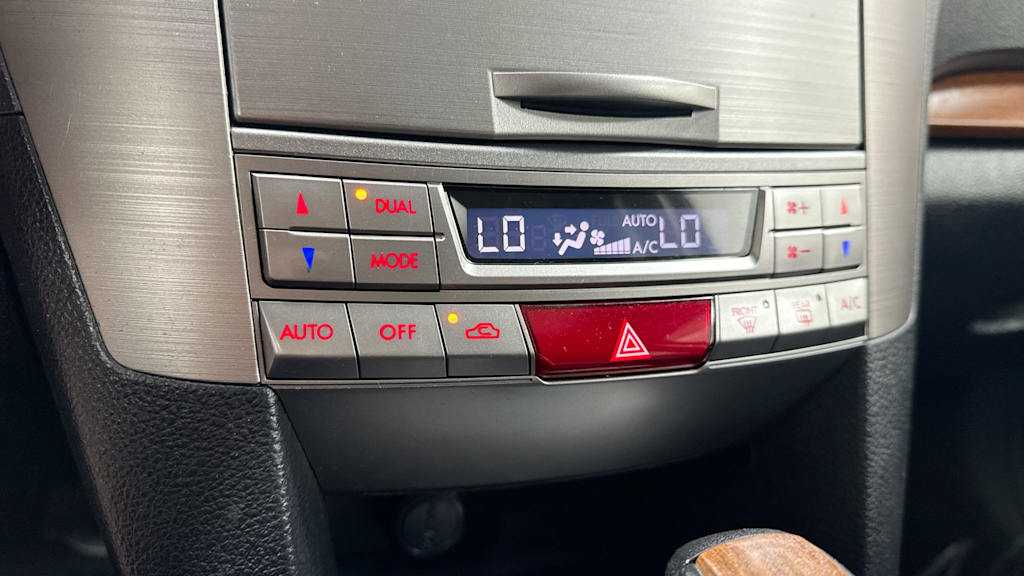 DUAL
LO AUTO LO
A/C
MODE
AUTO OFF
FRONT REAR A/C